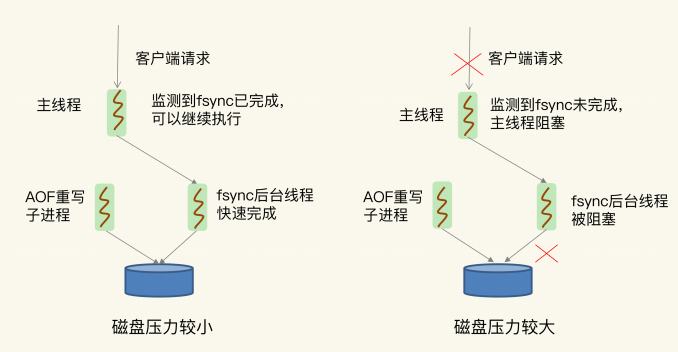 客户端请求
主线程
监测到fsync已完成，
可以继续执行
AOF重写
子进程
fsync后台线程
快速完成
磁盘压力较小
客户端请求
主线程
监测到fsync未完成，
主线程阻塞
AOF重写
子进程
fsync后台线程
被阻塞
磁盘压力较大